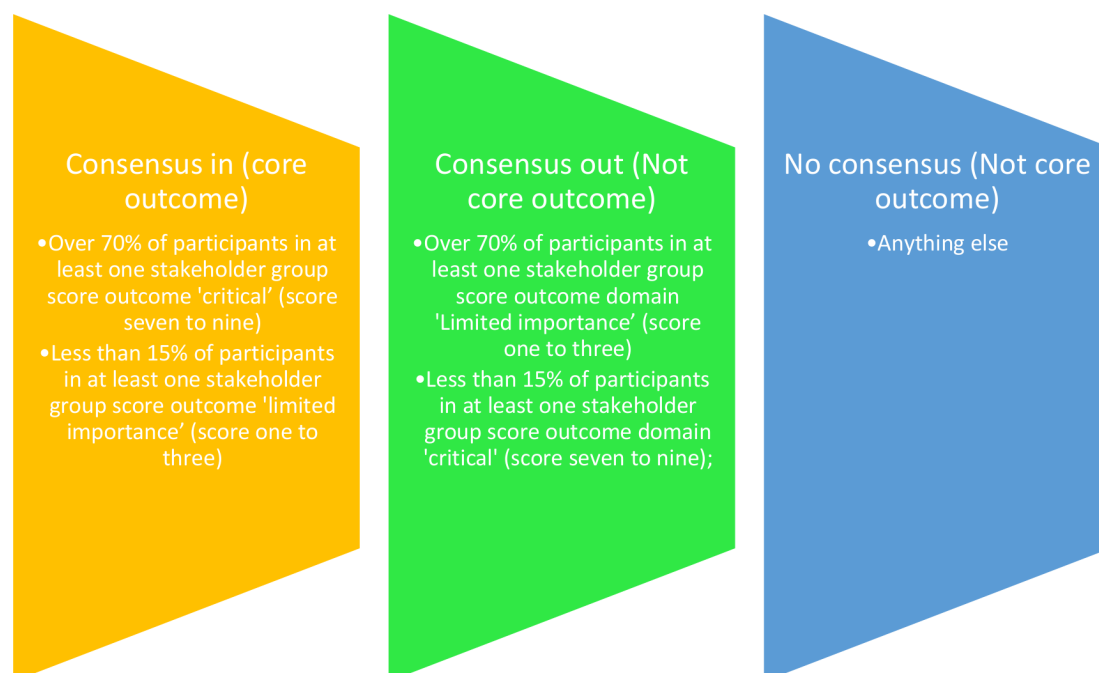 Consensus in (core
outcome)
•Over 70% of participants in at
least one stakeholder group
score outcome 'critical’ (score
seven to nine)
•Less than 15% of participants
in at least one stakeholder
group score outcome 'limited
importance’ (score one to
three)
Consensus out (Not
core outcome)
•Over 70% of participants in at
least one stakeholder group
score outcome domain
'Limited importance’ (score
one to three)
•Less than 15% of participants
in at least one stakeholder
group score outcome domain
'critical' (score seven to nine);
No consensus (Not core
outcome)
•Anything else